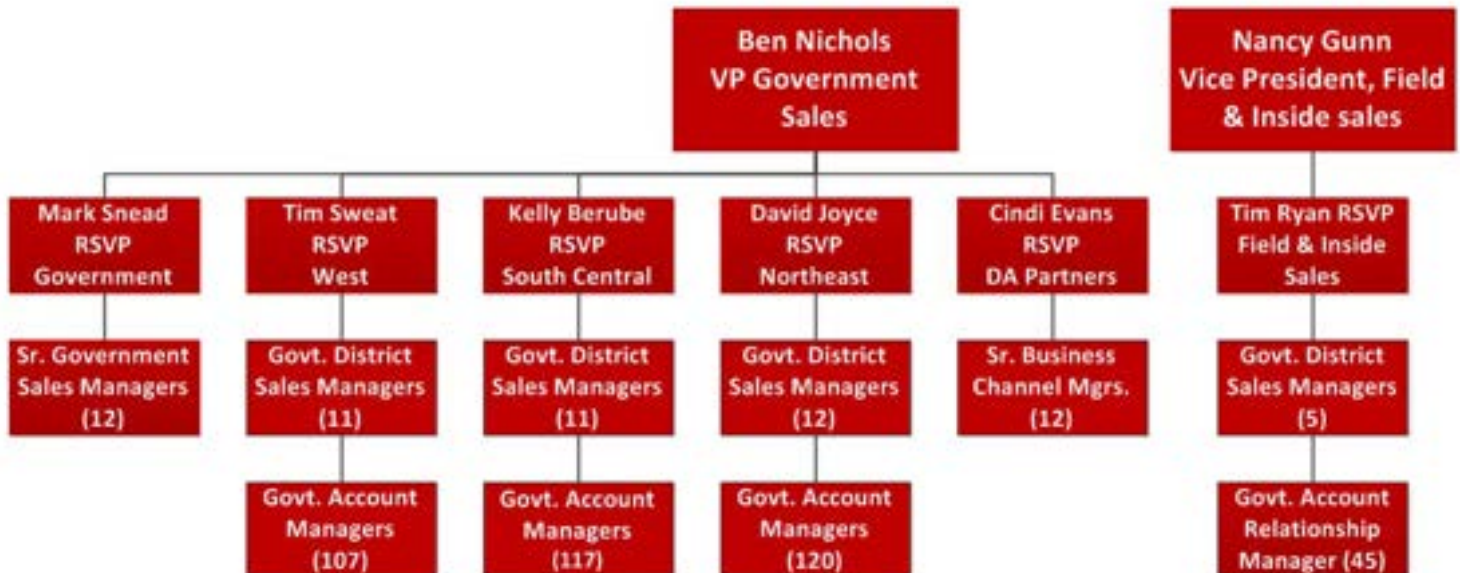 Ben Nichols
VP Government
Sales
Nancy Gunn
Vice President, Field
& Inside sales
Mark Snead
RSVP
Government
Tim Sweat
RSVP
West
Kelly Berube
RSVP
South Central
David Joyce
RSVP
Northeast
Cindi Evans
RSVP
DA Partners
Tim Ryan RSVP
Field & Inside
Sales
Sr. Government
Sales Managers
(12)
Govt. District
Sales Managers
(11)
Govt. District
Sales Managers
(11)
Govt. District
Sales Managers
(12)
Sr. Business
Channel Mgrs.
(12)
Govt. District
Sales Managers
(5)
Govt. Account
Managers
(107)
Govt. Account
Managers
(117)
Govt. Account
Managers
(120)
Govt. Account
Relationship
Manager (45)